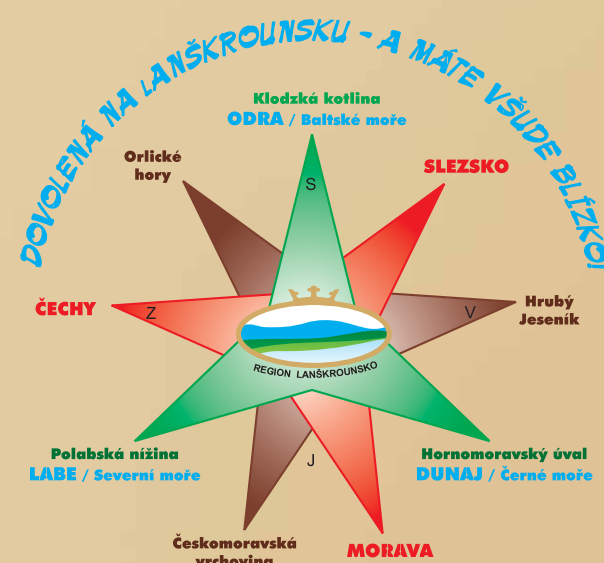 DOVOLENÁ NA LANŠKROUNSKU - A MÁTE VŠUDE BLÍZKO!
Klodzká kotlina
ODRA / Baltské moře
Orlické
hory
S
SLEZSKO
ČECHY
Z
V
Hrubý
Jeseník
REGION LANŠKROUNSKO
Polabská nížina
LABE / Severní moře
J
Hornomoravský úval
DUNAJ / Černé moře
Českomoravská
vrchovina
MORAVA